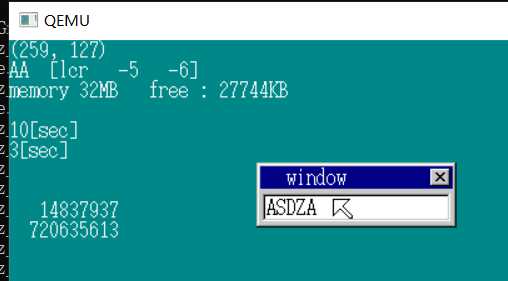 QEMU
(259, 127)
AA [lcr -5 -6]
memory 32MB free : 27744KB
10[sec]
3[sec]
window
ASDZA
14837937
720635613